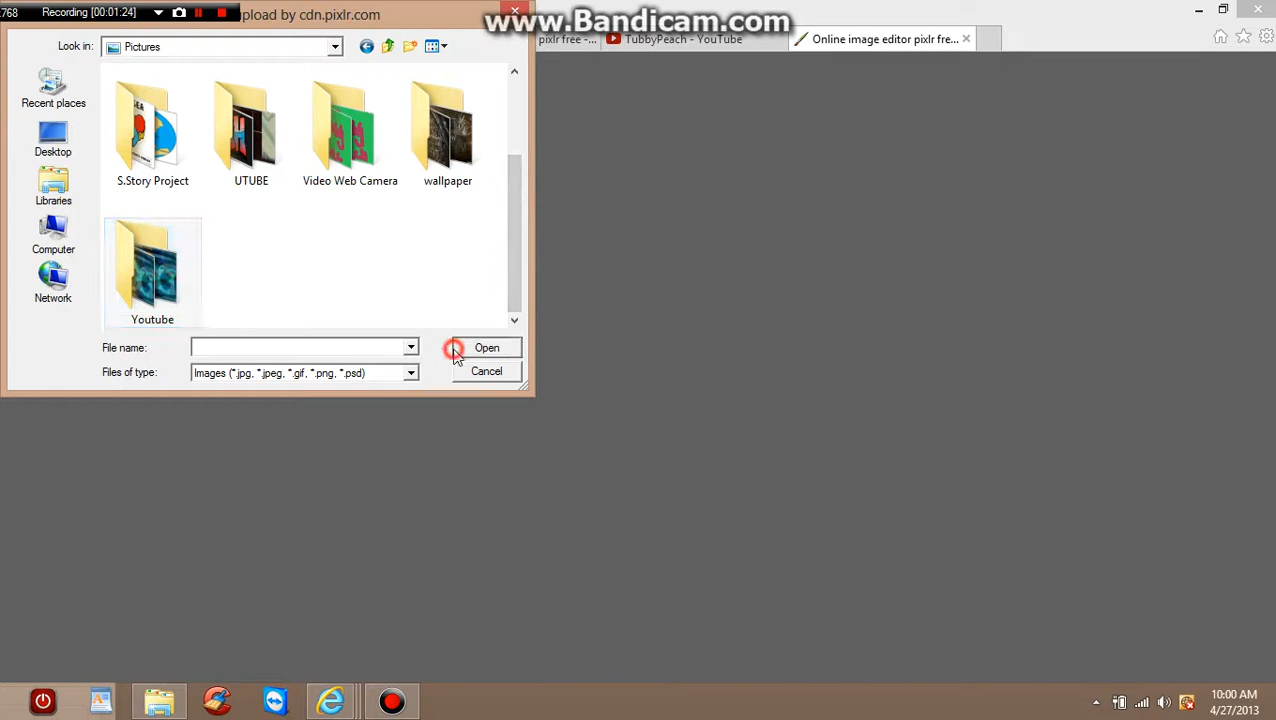 768 Recording [00:01:24]
upload by cdn.pixlr.com
www.Bandicam.com
pixlr free -...
TubbyPeach - YouTube
Online image editor pixlr fre...
Look in:
Pictures
Recent places
Desktop
Libraries
Computer
Network
S.Story Project
UTUBE
Video Web Camera
wallpaper
Youtube
File name:
Open
Files of type:
Images (*.jpg, *.jpeg, *.gif, *.png, *.psd)
Cancel
10:00 AM
4/27/2013